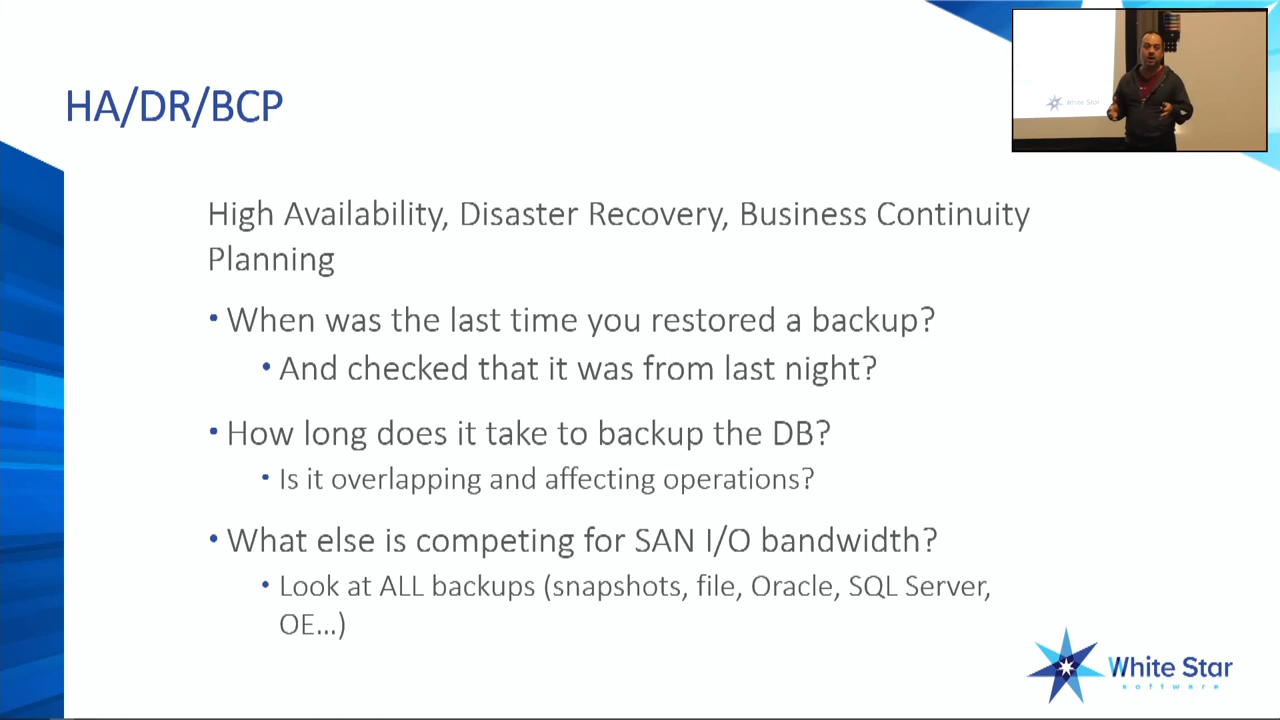 HA/DR/BCP
White Star
High Availability, Disaster Recovery, Business Continuity
Planning
• When was the last time you restored a backup?
• And checked that it was from last night?
• How long does it take to backup the DB?
• Is it overlapping and affecting operations?
• What else is competing for SAN I/O bandwidth?
• Look at ALL backups (snapshots, file, Oracle, SQL Server,
OE...)
White Star
software